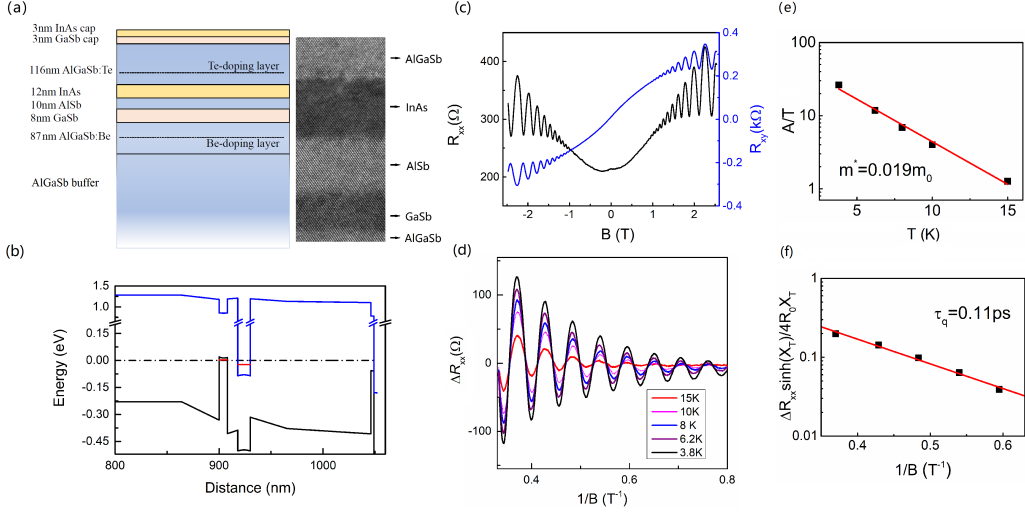 (a)
3nm InAs cap
3nm GaSb cap
116nm AlGaSb:Te
Te-doping layer
12nm InAs
10nm AlSb
8nm GaSb
87nm AlGaSb:Be
Be-doping layer
AlGaSb buffer
AlGaSb
InAs
AlSb
GaSb
AlGaSb
(b)
Energy (eV)
1.5
1.0
0.15
0.00
-0.15
-0.30
-0.45
800
900
1000
Distance (nm)
(c)
Rxx(Ω)
400
300
200
-2
-1
0
1
2
B (T)
0.4
0.2
0.0
-0.2
-0.4
Rxy(kΩ)
(d)
ΔRxx(Ω)
100
0
-100
15K
10K
8 K
6.2K
3.8K
0.4
0.5
0.6
0.7
0.8
1/B (T⁻¹)
(e)
A/T
100
10
1
m*=0.019m0
5
10
15
T (K)
(f)
ΔRxxsinh(XT)/4R0XT
1
0.1
0.01
τq=0.11ps
0.4
0.5
0.6
1/B (T⁻¹)